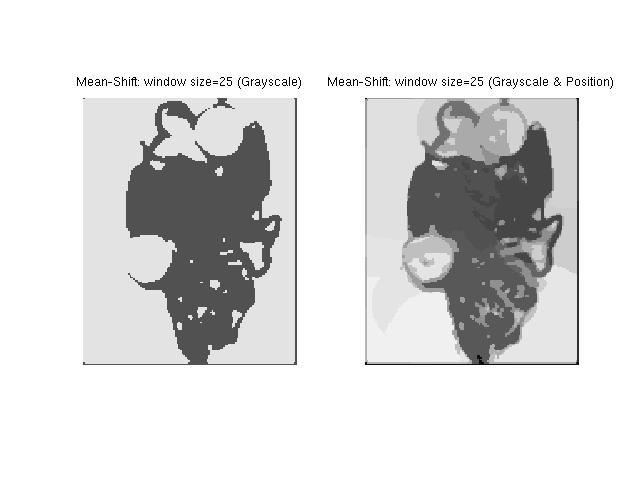 Mean-Shift: window size=25 (Grayscale)
Mean-Shift: window size=25 (Grayscale & Position)